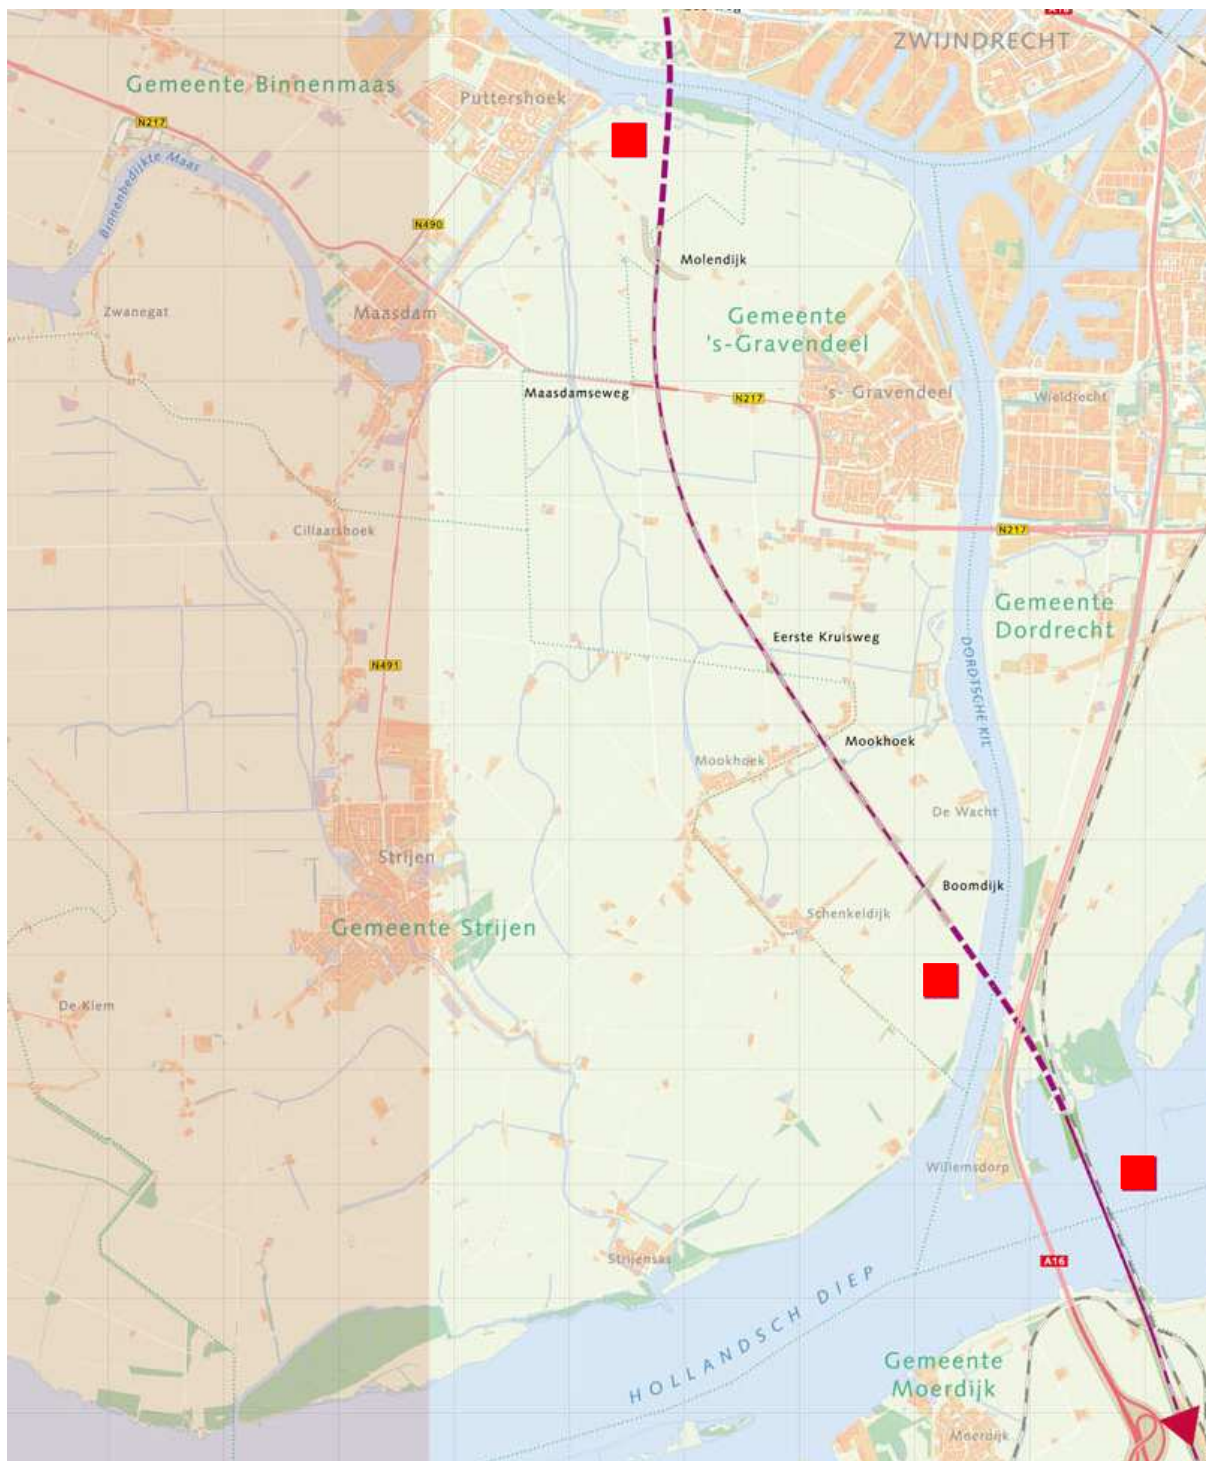 ZWIJNDRECHT
Gemeente Binnenmaas
Puttershoek
N217
Binnenbedijkte Maas
N490
Molendijk
Zwanegat
Maasdam
Gemeente
's-Gravendeel
Maasdamseweg
N217
's- Gravendeel
Wieldrecht
Cillaarshoek
N217
Gemeente
Dordrecht
Eerste Kruisweg
DORDTSCHE KIL
N491
Mookhoek
Mookhoek
De Wacht
Strijen
Boomdijk
Schenkeldijk
Gemeente Strijen
De Klem
Willemsdorp
Strijensas
A16
HOLLANDSCH DIEP
Gemeente
Moerdijk
Moerdijk